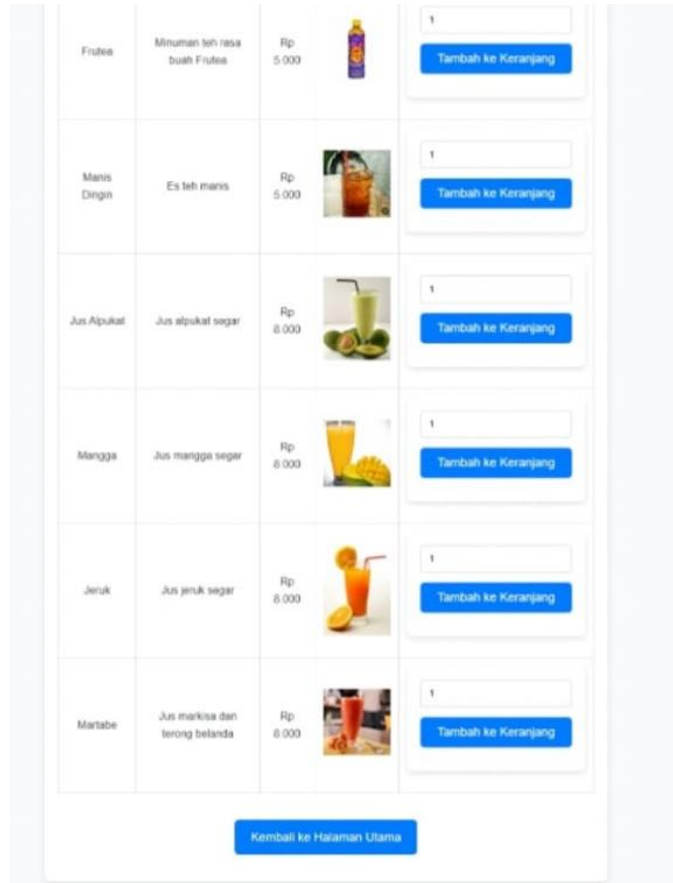 1
Frutea
Minuman teh rasa
buah Frutea
Rp
5.000
Tambah ke Keranjang
1
Manis
Dingin
Es teh manis
Rp
5.000
Tambah ke Keranjang
1
Jus Alpukat
Jus alpukat segar
Rp
8.000
Tambah ke Keranjang
1
Mangga
Jus mangga segar
Rp
8.000
Tambah ke Keranjang
1
Jeruk
Jus jeruk segar
Rp
8.000
Tambah ke Keranjang
1
Martabe
Jus markisa dan
terong belanda
Rp
8.000
Tambah ke Keranjang
Kembali ke Halaman Utama